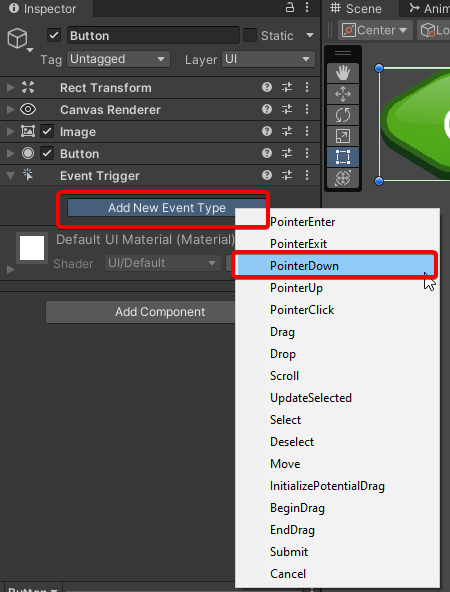 Inspector
Scene
Anim
Button
Static
Center
Lo
Tag
Untagged
Layer
UI
Rect Transform
Canvas Renderer
Image
Button
Event Trigger
Add New Event Type
Default UI Material (Material)
Shader
UI/Default
Add Component
PointerEnter
PointerExit
PointerDown
PointerUp
PointerClick
Drag
Drop
Scroll
UpdateSelected
Select
Deselect
Move
InitializePotentialDrag
BeginDrag
EndDrag
Submit
Cancel
Button